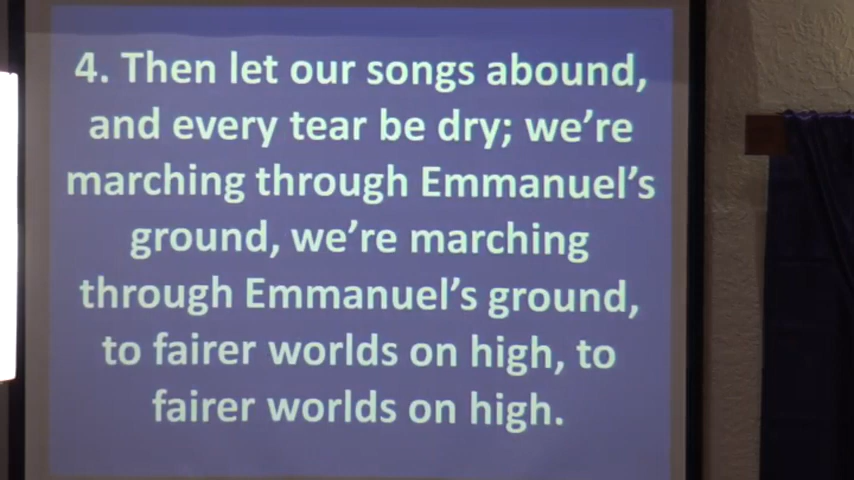 4. Then let our songs abound,
and every tear be dry; we’re
marching through Emmanuel’s
ground, we’re marching
through Emmanuel’s ground,
to fairer worlds on high, to
fairer worlds on high.